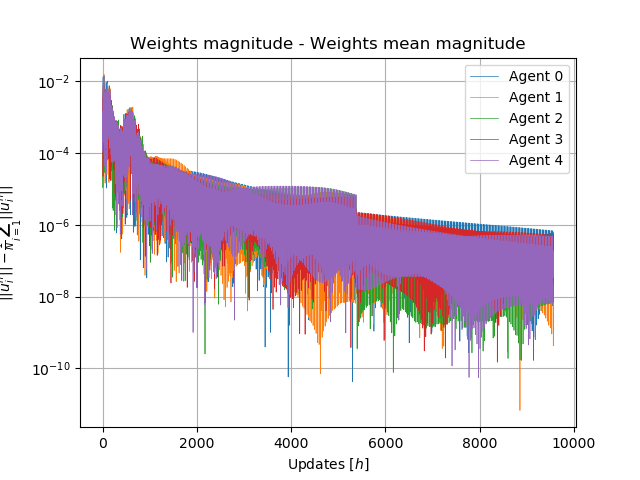 Weights magnitude - Weights mean magnitude
10⁻²
10⁻⁴
10⁻⁶
10⁻⁸
10⁻¹⁰
Agent 0
Agent 1
Agent 2
Agent 3
Agent 4
0
2000
4000
6000
8000
10000
Updates [h]